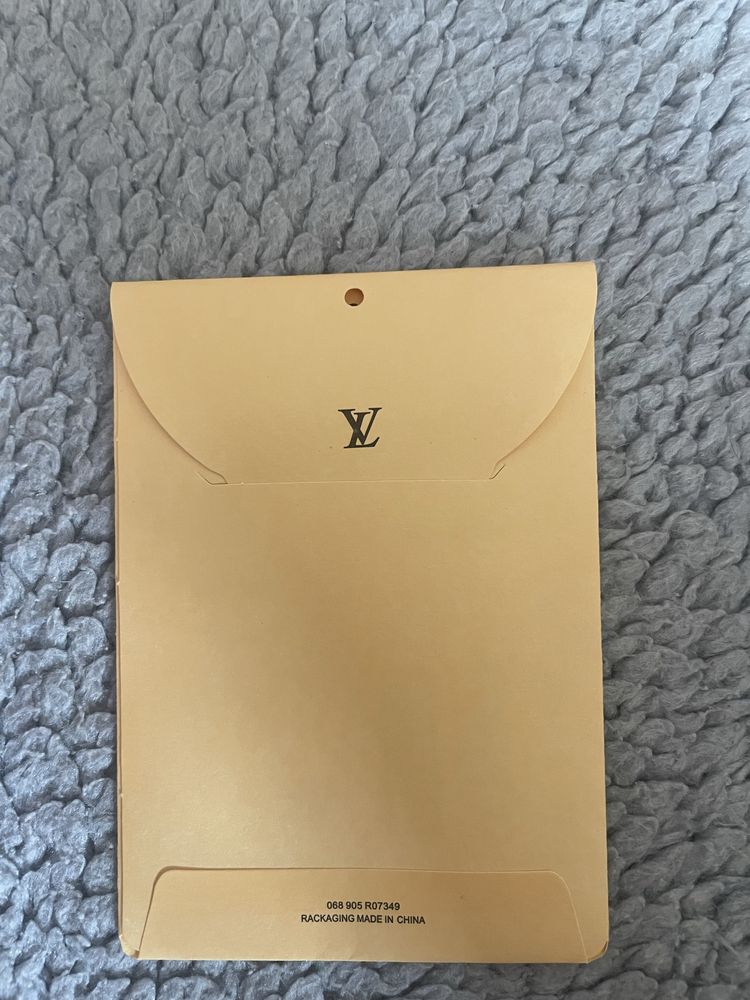 LV
068 905 R07349
RACKAGING MADE IN CHINA